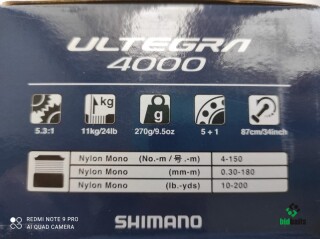 ULTEGRA
4000
kg
g
5.3:1
11kg/24lb
270g/9.5oz
5 + 1
87cm/34inch
Nylon Mono (No.-m / 号.-m) 4-150
Nylon Mono (mm-m) 0.30-180
Nylon Mono (lb.-yds) 10-200
SHIMANO
REDMI NOTE 9 PRO
AI QUAD CAMERA